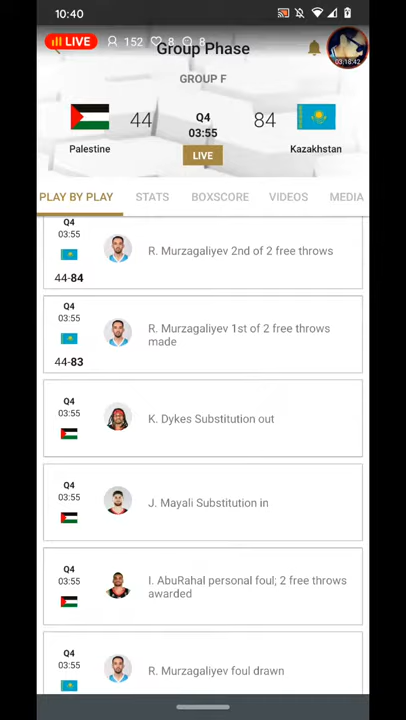 10:40
LIVE 152 8 8
Group Phase
03:18:42
GROUP F
44 Q4 84
03:55
Palestine LIVE Kazakhstan
PLAY BY PLAY STATS BOXSCORE VIDEOS MEDIA
Q4
03:55
R. Murzagaliyev 2nd of 2 free throws
44-84
Q4
03:55
R. Murzagaliyev 1st of 2 free throws
made
44-83
Q4
03:55
K. Dykes Substitution out
Q4
03:55
J. Mayali Substitution in
Q4
03:55
I. AbuRahal personal foul; 2 free throws
awarded
Q4
03:55
R. Murzagaliyev foul drawn